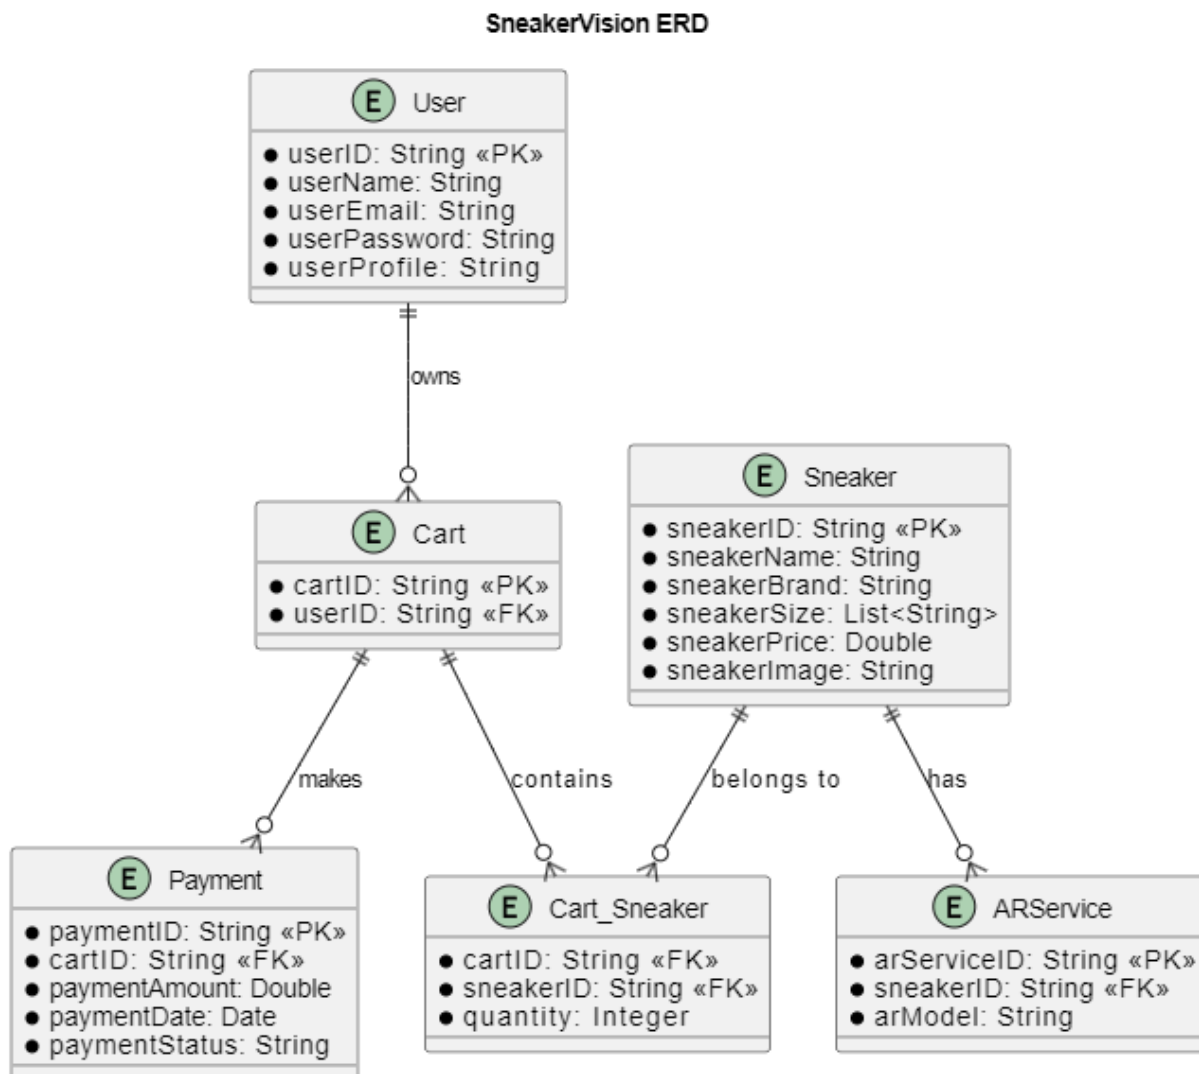 SneakerVision ERD
E User
userID: String «PK»
userName: String
userEmail: String
userPassword: String
userProfile: String
owns
E Cart
cartID: String «PK»
userID: String «FK»
E Sneaker
sneakerID: String «PK»
sneakerName: String
sneakerBrand: String
sneakerSize: List<String>
sneakerPrice: Double
sneakerImage: String
makes
contains
belongs to
has
E Payment
paymentID: String «PK»
cartID: String «FK»
paymentAmount: Double
paymentDate: Date
paymentStatus: String
E Cart_Sneaker
cartID: String «FK»
sneakerID: String «FK»
quantity: Integer
E ARService
arServiceID: String «PK»
sneakerID: String «FK»
arModel: String